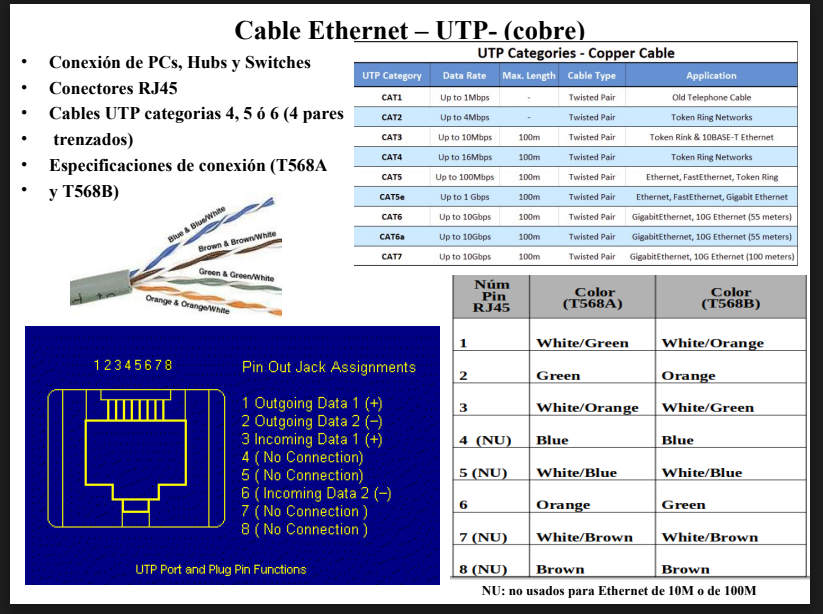 Cable Ethernet – UTP- (cobre)
• Conexión de PCs, Hubs y Switches
• Conectores RJ45
• Cables UTP categorias 4, 5 ó 6 (4 pares
• trenzados)
• Especificaciones de conexión (T568A
• y T568B)
UTP Categories - Copper Cable
UTP Category Data Rate Max. Length Cable Type Application
CAT1 Up to 1Mbps - Twisted Pair Old Telephone Cable
CAT2 Up to 4Mbps - Twisted Pair Token Ring Networks
CAT3 Up to 10Mbps 100m Twisted Pair Token Rink & 10BASE-T Ethernet
CAT4 Up to 16Mbps 100m Twisted Pair Token Ring Networks
CAT5 Up to 100Mbps 100m Twisted Pair Ethernet, FastEthernet, Token Ring
CAT5e Up to 1 Gbps 100m Twisted Pair Ethernet, FastEthernet, Gigabit Ethernet
CAT6 Up to 10Gbps 100m Twisted Pair GigabitEthernet, 10G Ethernet (55 meters)
CAT6a Up to 10Gbps 100m Twisted Pair GigabitEthernet, 10G Ethernet (55 meters)
CAT7 Up to 10Gbps 100m Twisted Pair GigabitEthernet, 10G Ethernet (100 meters)
Blue & Blue/White
Brown & Brown/White
Green & Green/White
Orange & Orange/White
12345678
Pin Out Jack Assignments
1 Outgoing Data 1 (+)
2 Outgoing Data 2 (–)
3 Incoming Data 1 (+)
4 ( No Connection)
5 ( No Connection)
6 ( Incoming Data 2 (–)
7 ( No Connection )
8 ( No Connection )
UTP Port and Plug Pin Functions
Núm
Pin
RJ45
Color
(T568A)
Color
(T568B)
1 White/Green White/Orange
2 Green Orange
3 White/Orange White/Green
4 (NU) Blue Blue
5 (NU) White/Blue White/Blue
6 Orange Green
7 (NU) White/Brown White/Brown
8 (NU) Brown Brown
NU: no usados para Ethernet de 10M o de 100M